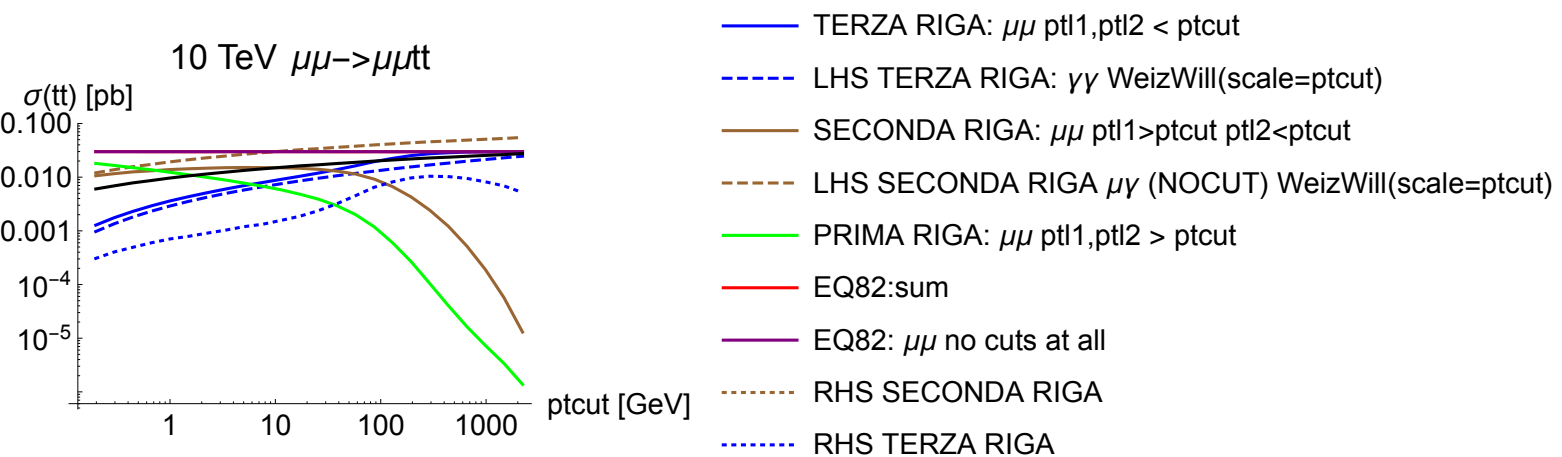 10 TeV μμ−>μμtt
σ(tt) [pb]
0.100
0.010
0.001
10⁻⁴
10⁻⁵
1 10 100 1000
ptcut [GeV]
TERZA RIGA: μμ ptl1,ptl2 < ptcut
LHS TERZA RIGA: γγ WeizWill(scale=ptcut)
SECONDA RIGA: μμ ptl1>ptcut ptl2<ptcut
LHS SECONDA RIGA μγ (NOCUT) WeizWill(scale=ptcut)
PRIMA RIGA: μμ ptl1,ptl2 > ptcut
EQ82:sum
EQ82: μμ no cuts at all
RHS SECONDA RIGA
RHS TERZA RIGA